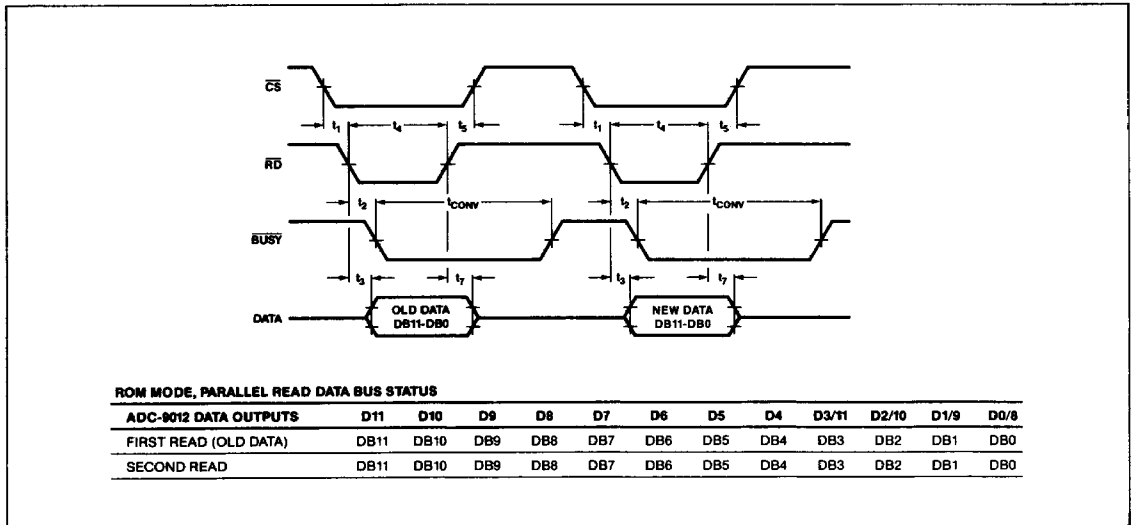 CS
t1 t4 t5 t1 t4 t5
RD
t2 tCONV t2 tCONV
BUSY
t3 t7 t3 t7
DATA
OLD DATA
DB11-DB0
NEW DATA
DB11-DB0
ROM MODE, PARALLEL READ DATA BUS STATUS
ADC-9012 DATA OUTPUTS D11 D10 D9 D8 D7 D6 D5 D4 D3/11 D2/10 D1/9 D0/8
FIRST READ (OLD DATA) DB11 DB10 DB9 DB8 DB7 DB6 DB5 DB4 DB3 DB2 DB1 DB0
SECOND READ DB11 DB10 DB9 DB8 DB7 DB6 DB5 DB4 DB3 DB2 DB1 DB0